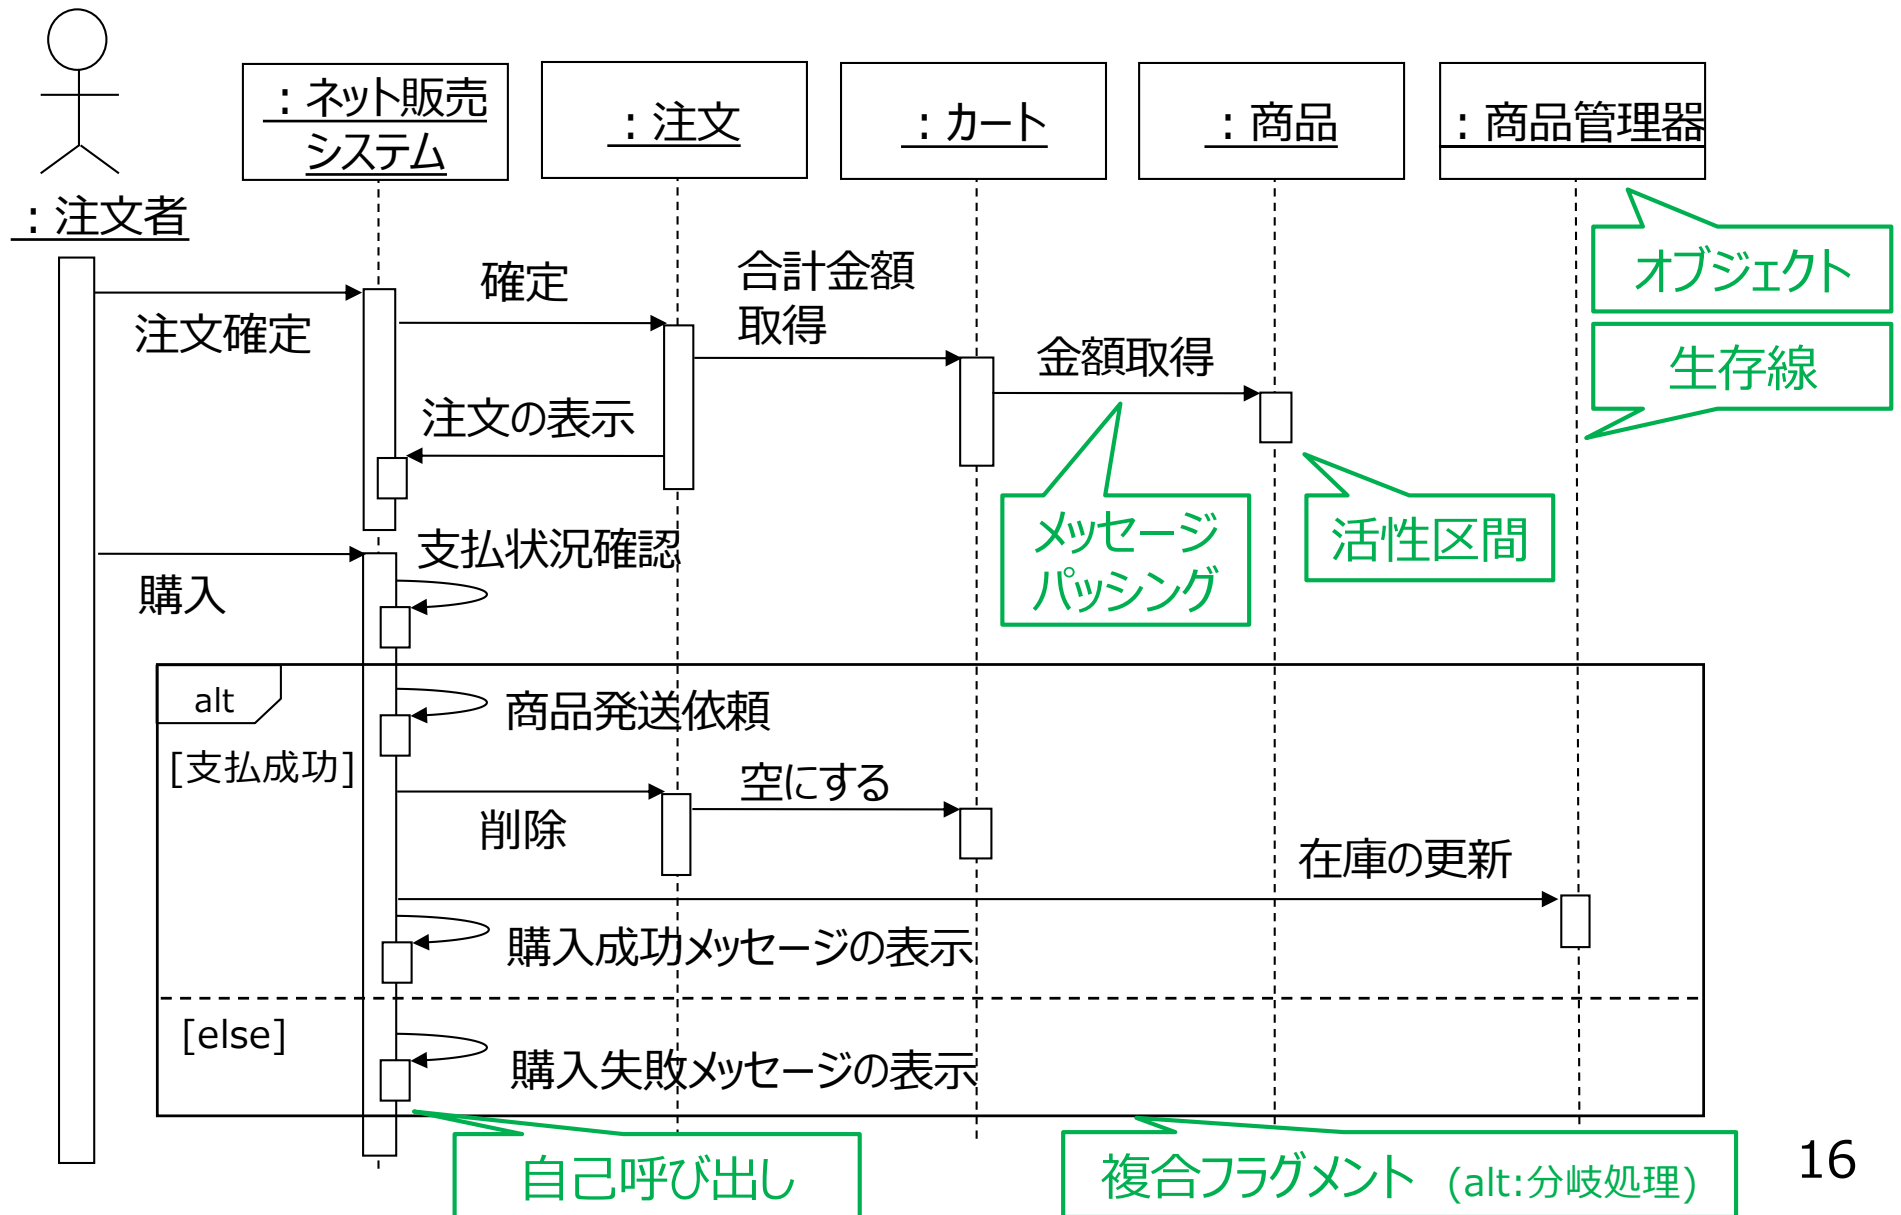 ：ネット販売
システム
：注文
：カート
：商品
：商品管理器
：注文者
オブジェクト
生存線
注文確定
確定
合計金額
取得
金額取得
注文の表示
メッセージ
パッシング
活性区間
購入
支払状況確認
alt
[支払成功]
商品発送依頼
削除
空にする
在庫の更新
購入成功メッセージの表示
[else]
購入失敗メッセージの表示
自己呼び出し
複合フラグメント (alt:分岐処理)
16